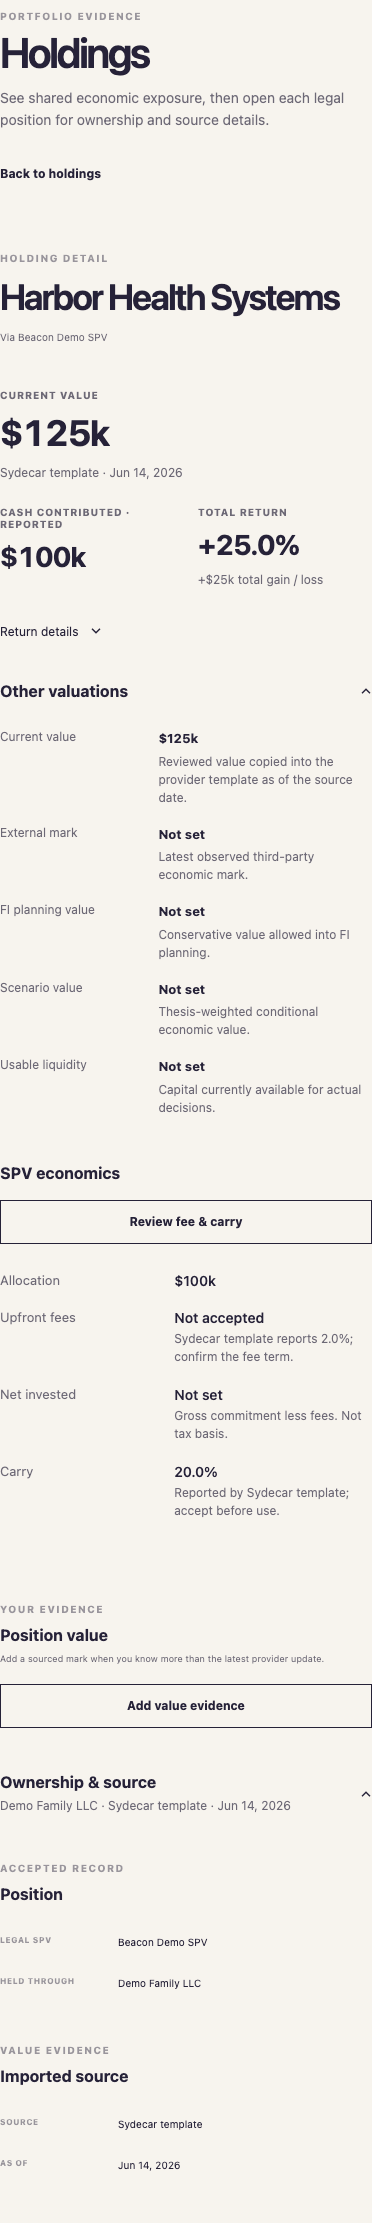 PORTFOLIO EVIDENCE
Holdings
See shared economic exposure, then open each legal
position for ownership and source details.
Back to holdings
HOLDING DETAIL
Harbor Health Systems
Via Beacon Demo SPV
CURRENT VALUE
$125k
Sydecar template · Jun 14, 2026
CASH CONTRIBUTED ·
REPORTED
$100k
TOTAL RETURN
+25.0%
+$25k total gain / loss
Return details
Other valuations
Current value
$125k
Reviewed value copied into the
provider template as of the source
date.
External mark
Not set
Latest observed third-party
economic mark.
FI planning value
Not set
Conservative value allowed into FI
planning.
Scenario value
Not set
Thesis-weighted conditional
economic value.
Usable liquidity
Not set
Capital currently available for actual
decisions.
SPV economics
Review fee & carry
Allocation
$100k
Upfront fees
Not accepted
Sydecar template reports 2.0%;
confirm the fee term.
Net invested
Not set
Gross commitment less fees. Not
tax basis.
Carry
20.0%
Reported by Sydecar template;
accept before use.
YOUR EVIDENCE
Position value
Add a sourced mark when you know more than the latest provider update.
Add value evidence
Ownership & source
Demo Family LLC · Sydecar template · Jun 14, 2026
ACCEPTED RECORD
Position
LEGAL SPV
Beacon Demo SPV
HELD THROUGH
Demo Family LLC
VALUE EVIDENCE
Imported source
SOURCE
Sydecar template
AS OF
Jun 14, 2026